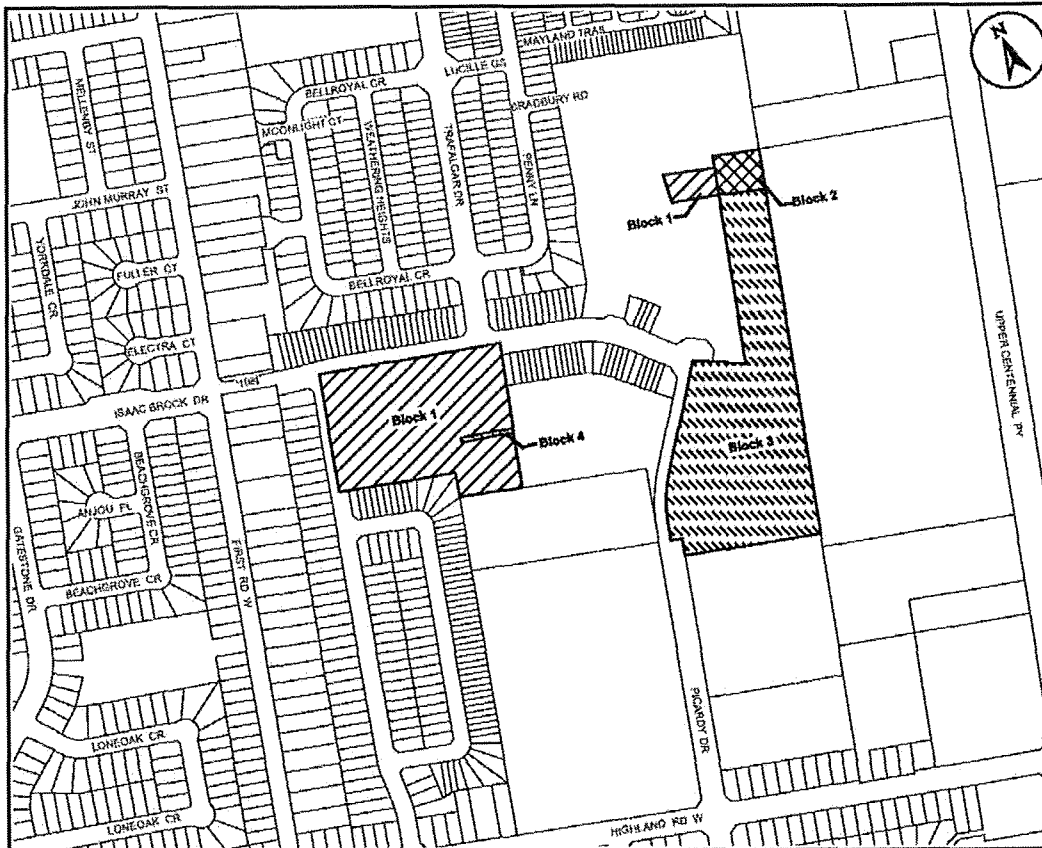 MAYLAND TRAIL
LUCILLE
BRADBURY RD
BELLROYAL CR
MOONLIGHT CT
WEATHERING HEIGHTS
TRAFALGAR DR
PENNY LN
MELLENBY ST
JOHN MURRAY ST
YORKDALE CR
FULLER CT
ELECTRA CT
BELLROYAL CR
N
Block 1
Block 2
UPPER CENTENNIAL PY
ISAAC BROCK DR
Block 1
Block 4
Block 3
BEACHGROVE CR
ANJOU PL
BEACHGROVE CR
GATESTONE DR
FIRST RD W
PICARDY DR
LONEOAK CR
LONEOAK CR
HIGHLAND RD W